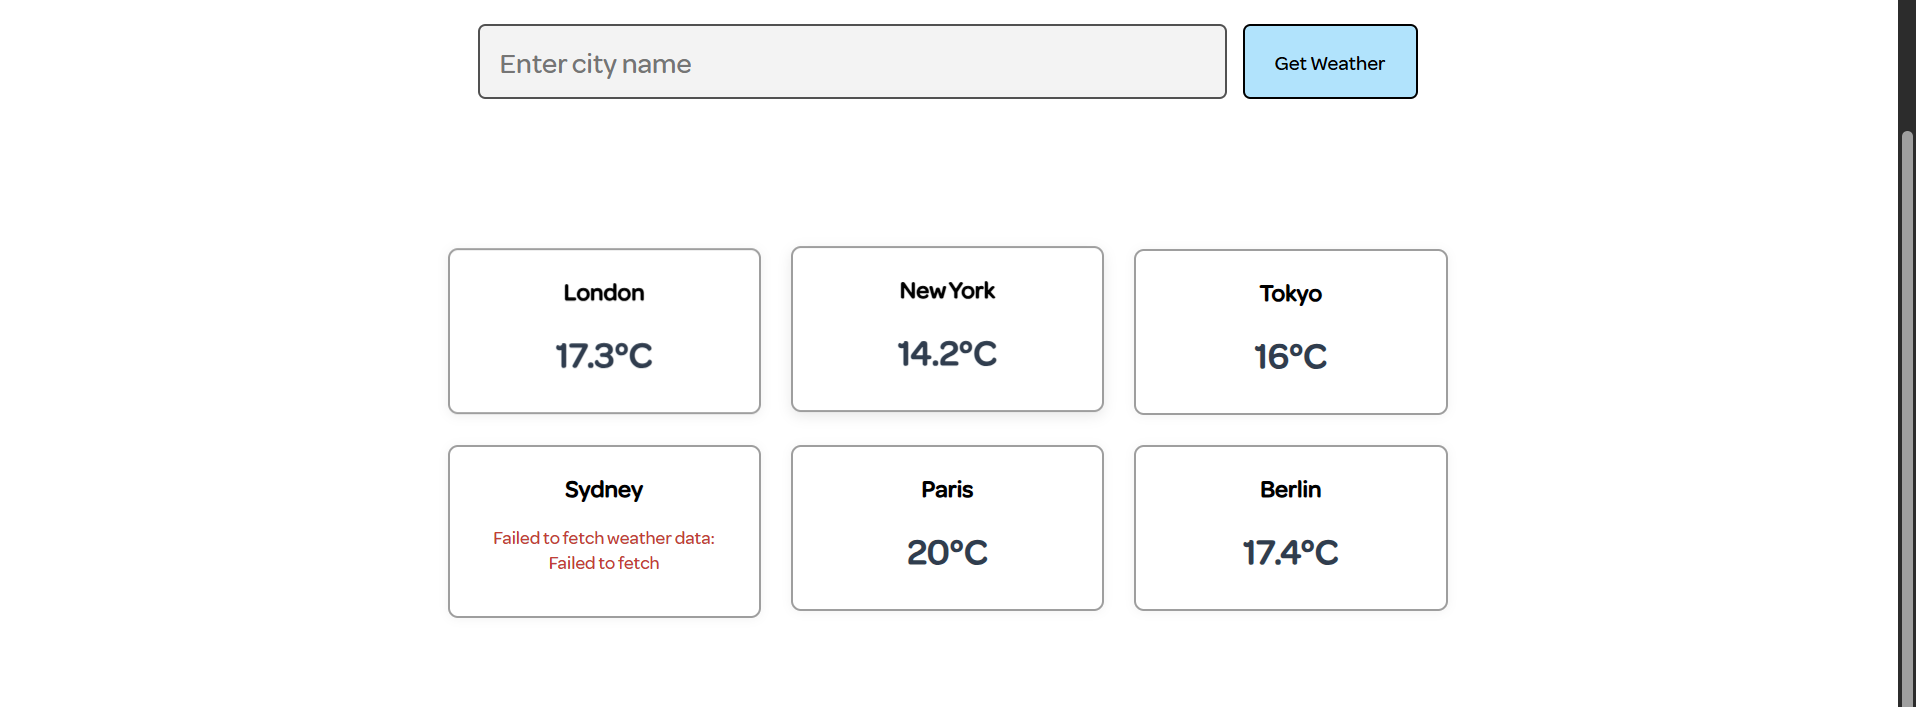 Enter city name
Get Weather
London
17.3°C
New York
14.2°C
Tokyo
16°C
Sydney
Failed to fetch weather data:
Failed to fetch
Paris
20°C
Berlin
17.4°C